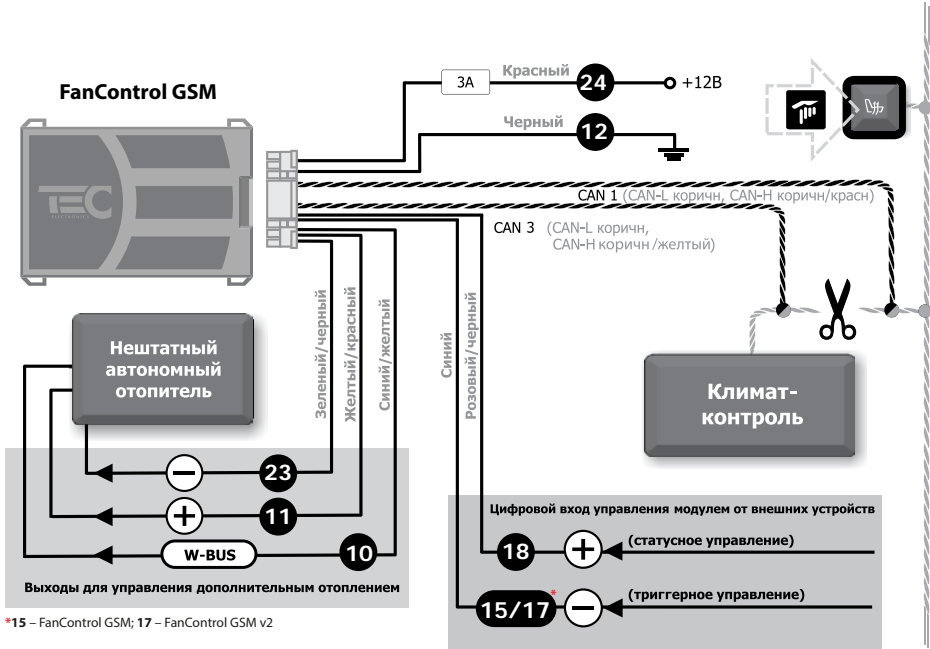 FanControl GSM
TEC
ELECTRONICS
3А
Красный
24
+12В
Черный
12
CAN 1 (CAN-L коричн, CAN-H коричн/красн)
CAN 3 (CAN-L коричн,
CAN-H коричн/желтый)
Зеленый/черный
Желтый/красный
Синий/желтый
Синий
Розовый/черный
Нештатный
автономный
отопитель
Климат-
контроль
23
11
W-BUS
10
Выходы для управления дополнительным отоплением
Цифровой вход управления модулем от внешних устройств
18
(статусное управление)
15/17*
(триггерное управление)
*15 – FanControl GSM; 17 – FanControl GSM v2